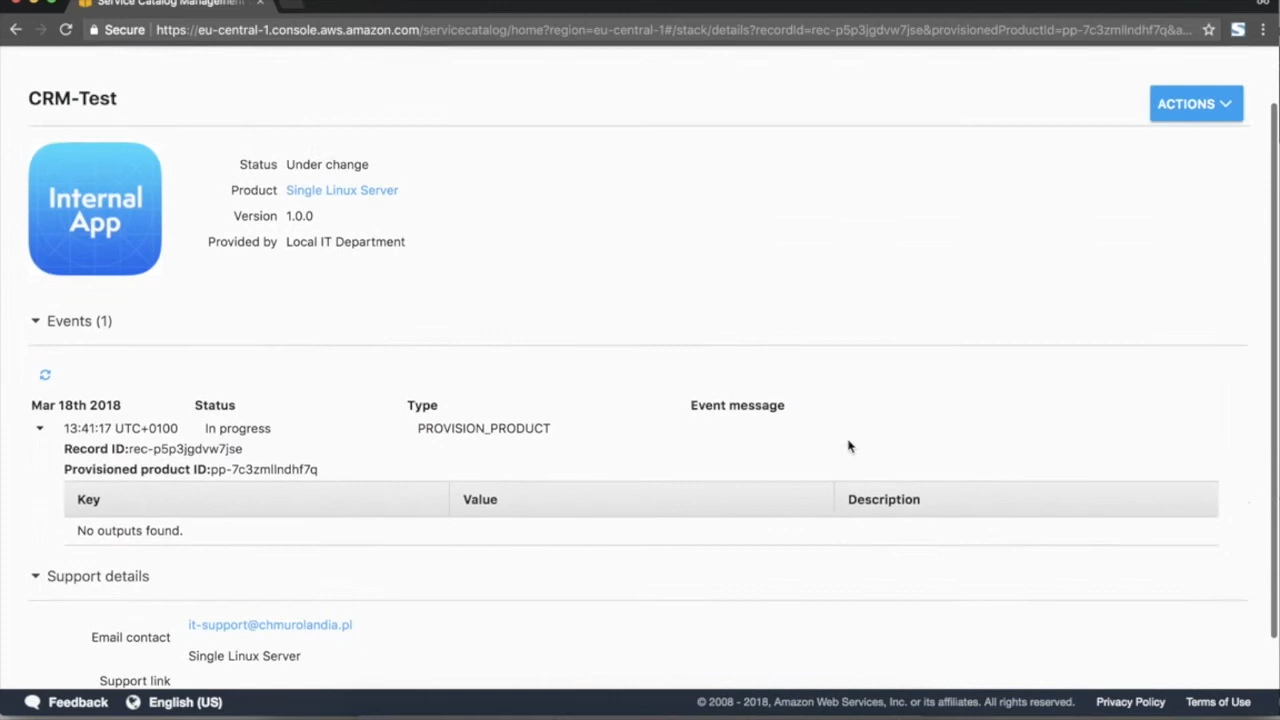 Service Catalog Management
Secure https://eu-central-1.console.aws.amazon.com/servicecatalog/home?region=eu-central-1#/stack/details?recordId=rec-p5p3jgdvw7jse&provisionedProductId=pp-7c3zmllndhf7q&a...
CRM-Test
ACTIONS
Internal
App
Status Under change
Product Single Linux Server
Version 1.0.0
Provided by Local IT Department
Events (1)
Mar 18th 2018 Status Type Event message
13:41:17 UTC+0100 In progress PROVISION_PRODUCT
Record ID:rec-p5p3jgdvw7jse
Provisioned product ID:pp-7c3zmllndhf7q
Key Value Description
No outputs found.
Support details
it-support@chmurolandia.pl
Email contact
Single Linux Server
Support link
Feedback English (US) © 2008 - 2018, Amazon Web Services, Inc. or its affiliates. All rights reserved. Privacy Policy Terms of Use